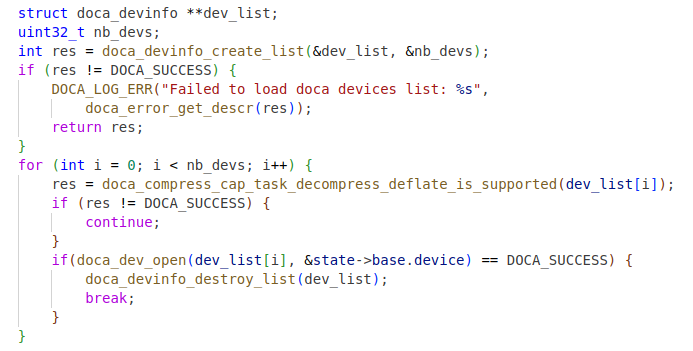 struct doca_devinfo **dev_list;
uint32_t nb_devs;
int res = doca_devinfo_create_list(&dev_list, &nb_devs);
if (res != DOCA_SUCCESS) {
    DOCA_LOG_ERR("Failed to load doca devices list: %s",
        doca_error_get_descr(res));
    return res;
}
for (int i = 0; i < nb_devs; i++) {
    res = doca_compress_cap_task_decompress_deflate_is_supported(dev_list[i]);
    if (res != DOCA_SUCCESS) {
        continue;
    }
    if(doca_dev_open(dev_list[i], &state->base.device) == DOCA_SUCCESS) {
        doca_devinfo_destroy_list(dev_list);
        break;
    }
}